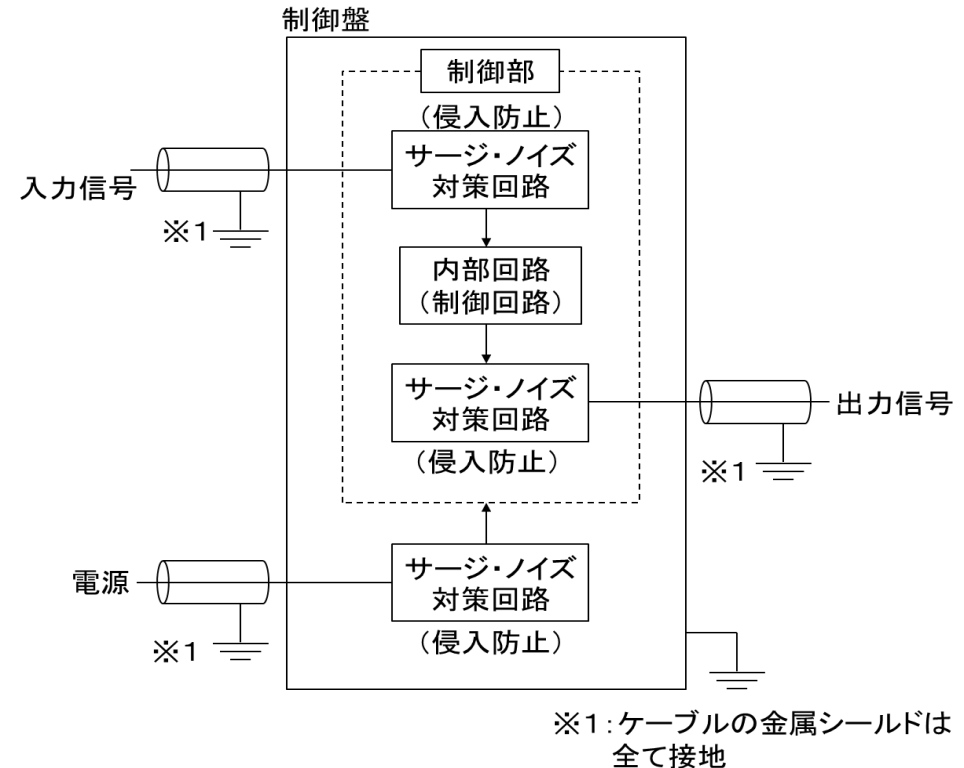 制御盤
制御部
（侵入防止）
サージ・ノイズ
対策回路
入力信号
※1
内部回路
（制御回路）
サージ・ノイズ
対策回路
（侵入防止）
出力信号
※1
電源
サージ・ノイズ
対策回路
（侵入防止）
※1
※1：ケーブルの金属シールドは
全て接地